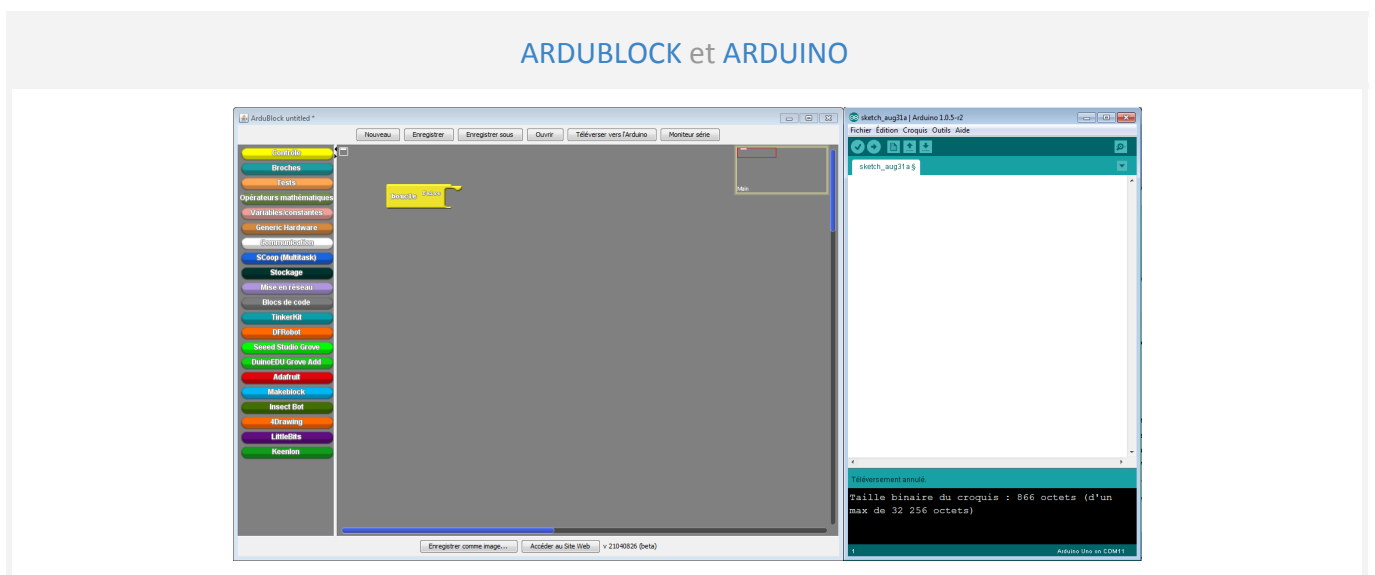 ARDUBLOCK et ARDUINO
ArduBlock untitled *
Nouveau Enregistrer Enregistrer sous Ouvrir Téléverser vers l'Arduino Moniteur série
Contrôle
Broches
Tests
Opérateurs mathématiques
Variables/constantes
Generic Hardware
Communication
SCoop (Multitask)
Stockage
Mise en réseau
Blocs de code
TinkerKit
DFRobot
Seeed Studio Grove
DuinoEDU Grove Add
Adafruit
Makeblock
Insect Bot
4Drawing
LittleBits
Keenlon
boucle Faire
Main
Enregistrer comme image... Accéder au Site Web v 21040826 (beta)
sketch_aug31a | Arduino 1.0.5-r2
Fichier Édition Croquis Outils Aide
sketch_aug31a §
Téléversement annulé.
Taille binaire du croquis : 866 octets (d'un
max de 32 256 octets)
1 Arduino Uno on COM11